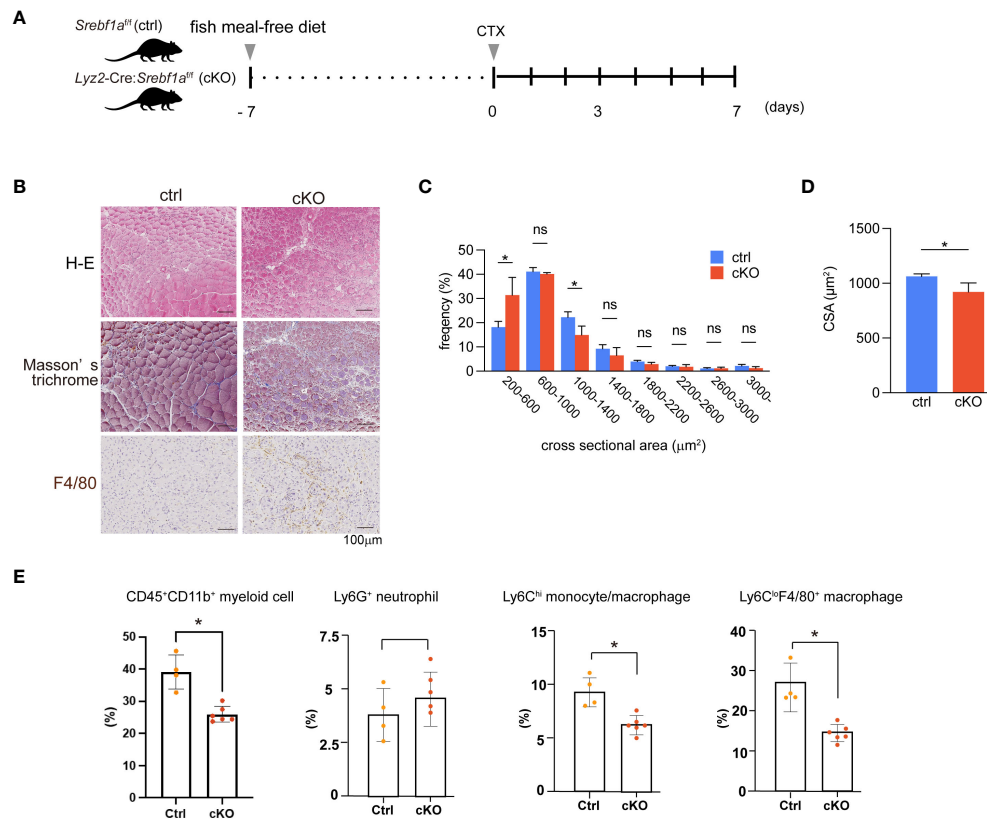 A
Srebf1a^f/f (ctrl)
fish meal-free diet
CTX
Lyz2-Cre:Srebf1a^f/f (cKO)
- 7
0
3
7
(days)
B
ctrl
cKO
H-E
Masson's trichrome
F4/80
100μm
C
ns
*
*
ns
ns
ns
ns
ns
ctrl
cKO
50
40
30
20
10
0
freqency (%)
200-600
600-1000
1000-1400
1400-1800
1800-2200
2200-2600
2600-3000
3000-
cross sectional area (μm²)
D
1500
1000
500
0
CSA (μm²)
*
ctrl
cKO
E
CD45⁺CD11b⁺ myeloid cell
*
50
40
30
20
10
0
(%)
Ctrl
cKO
Ly6G⁺ neutrophil
7.5
5
2.5
0
(%)
Ctrl
cKO
Ly6C^hi monocyte/macrophage
*
15
10
5
0
(%)
Ctrl
cKO
Ly6C^lo F4/80⁺ macrophage
*
40
30
20
10
0
(%)
Ctrl
cKO